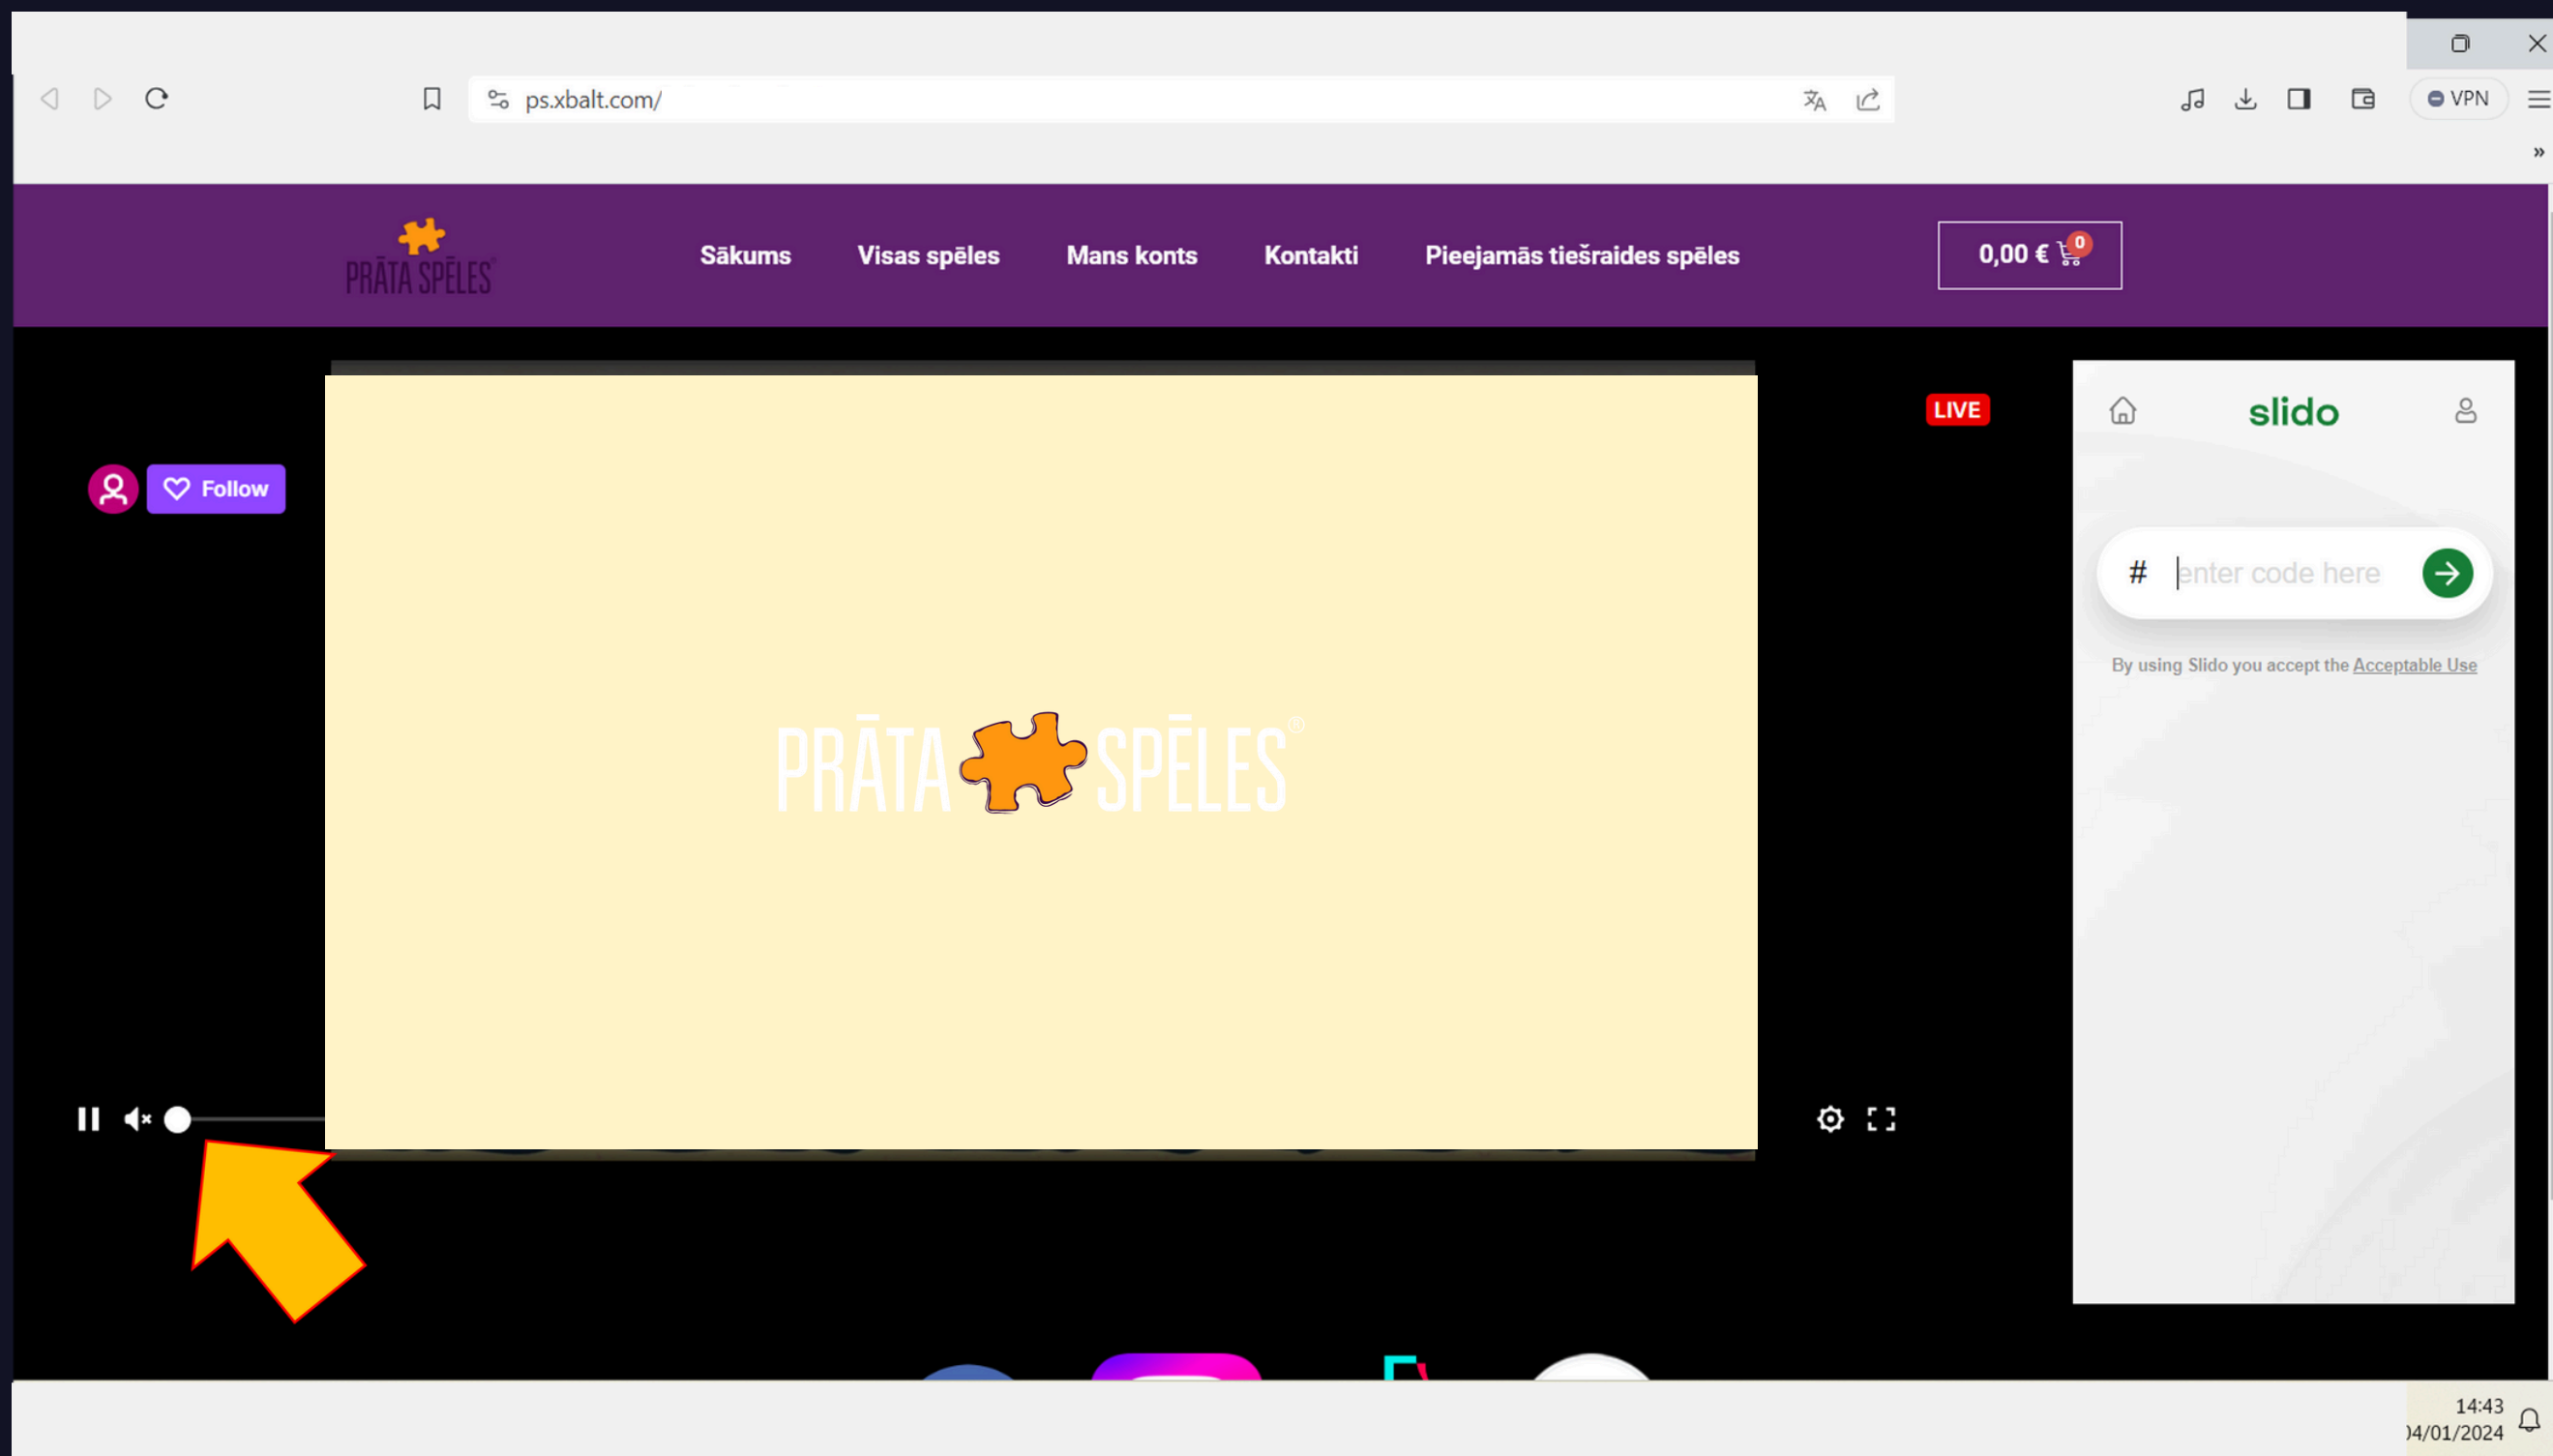 ps.xbalt.com/
VPN
»
PRĀTA SPĒLES®
Sākums
Visas spēles
Mans konts
Kontakti
Pieejamās tiešraides spēles
0,00 €
0
Follow
LIVE
slido
# enter code here
By using Slido you accept the Acceptable Use
PRĀTA SPĒLES®
14:43
04/01/2024